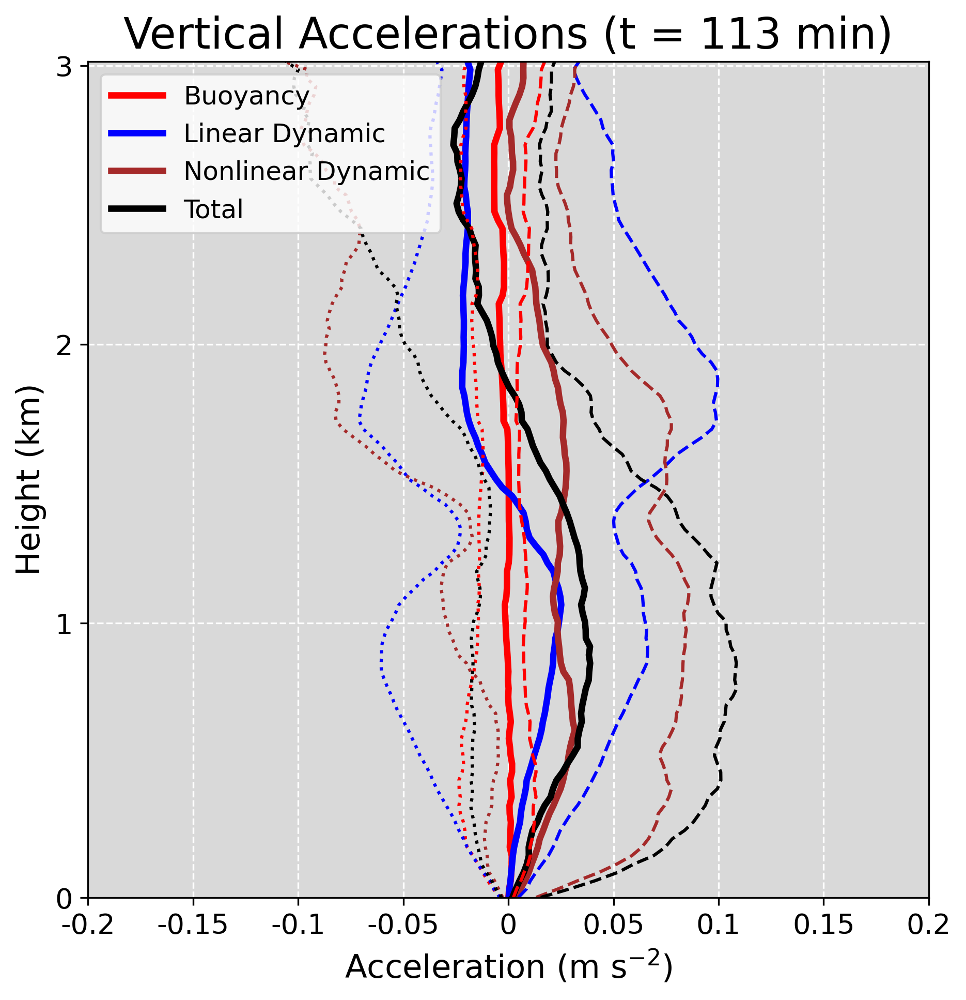 Vertical Accelerations (t = 113 min)
3
Buoyancy
Linear Dynamic
Nonlinear Dynamic
Total
2
Height (km)
1
0
-0.2 -0.15 -0.1 -0.05 0 0.05 0.1 0.15 0.2
Acceleration (m s⁻²)